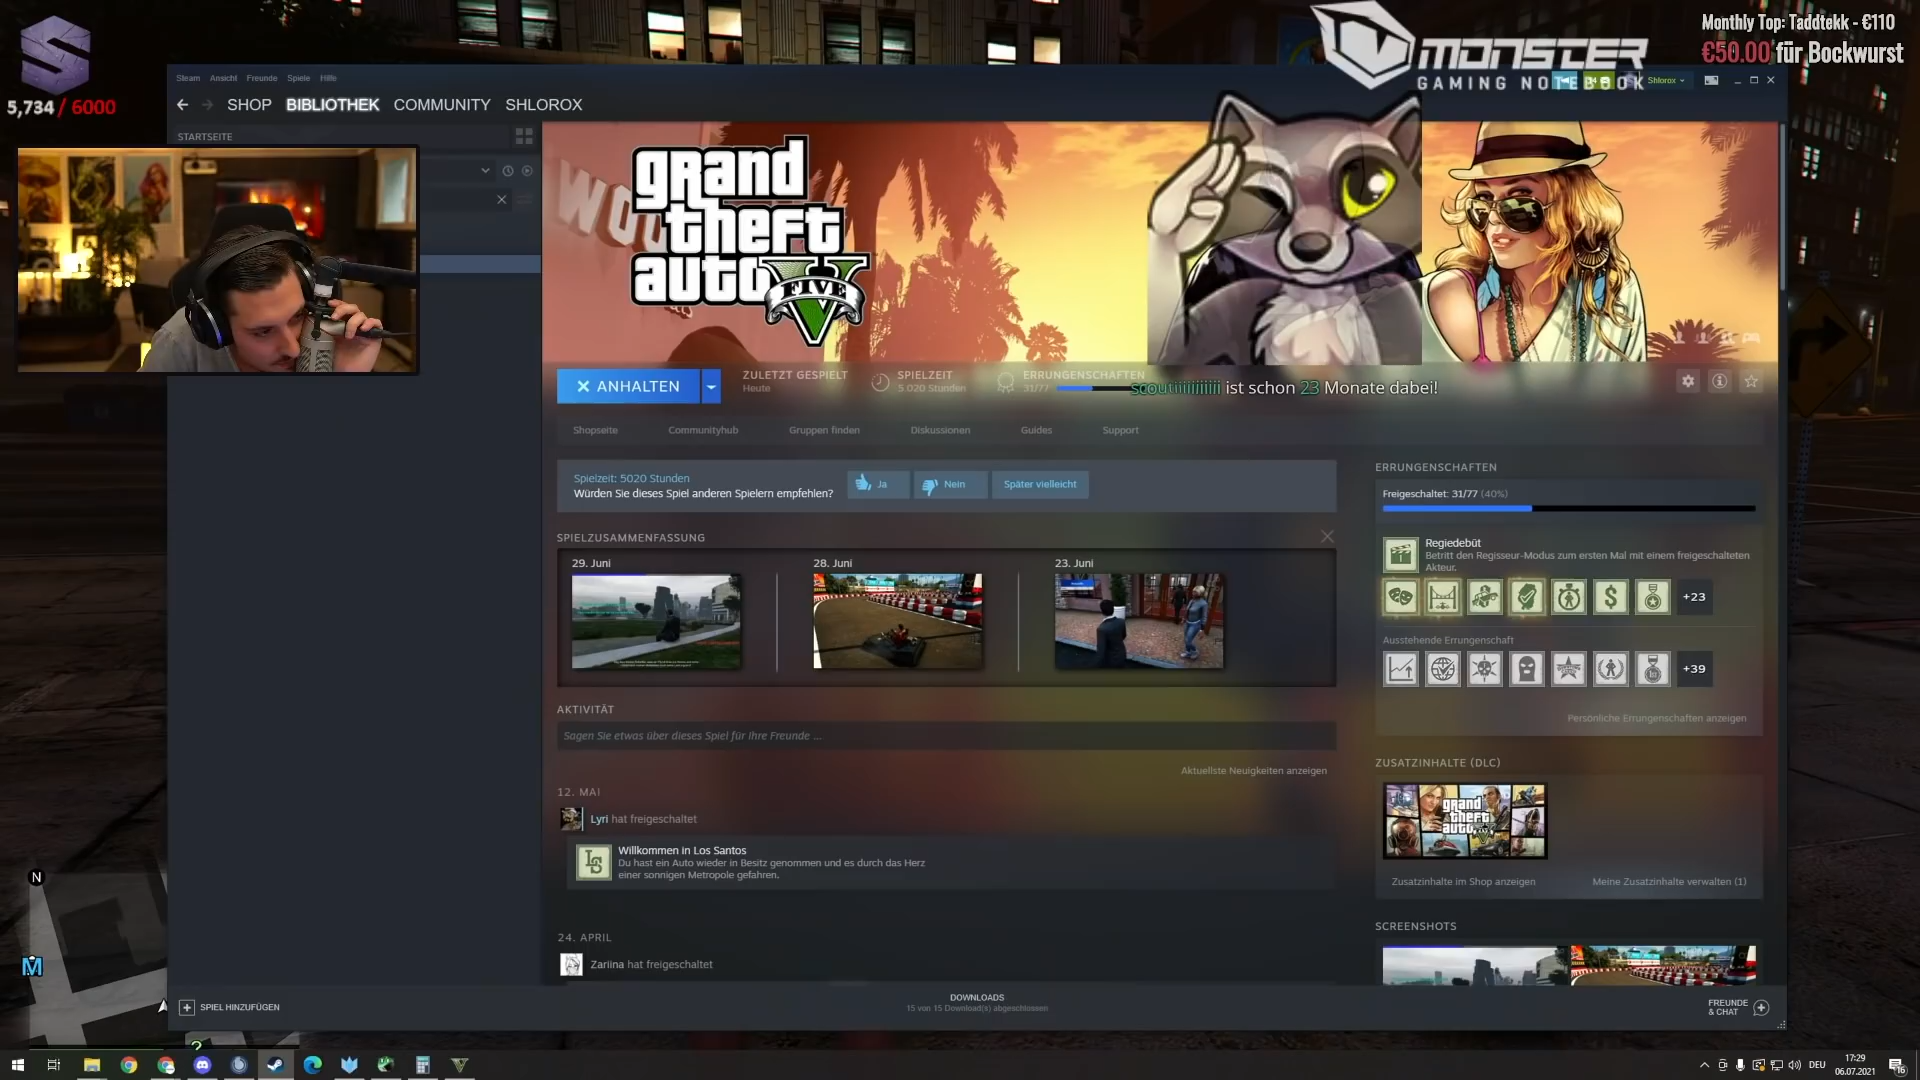 Monthly Top: Taddtekk - €110
€50.00 für Bockwurst
MONSTER
GAMING NOTEBOOK
5,734 / 6000
Steam Ansicht Freunde Spiele Hilfe
Shlorox
SHOP BIBLIOTHEK COMMUNITY SHLOROX
STARTSEITE
grand
theft
auto
FIVE
ANHALTEN
ZULETZT GESPIELT
Heute
SPIELZEIT
5.020 Stunden
ERRUNGENSCHAFTEN
31/77
scoutiiiiiiiiiii ist schon 23 Monate dabei!
Shopseite Communityhub Gruppen finden Diskussionen Guides Support
Spielzeit: 5020 Stunden
Würden Sie dieses Spiel anderen Spielern empfehlen?
Ja Nein Später vielleicht
SPIELZUSAMMENFASSUNG
29. Juni 28. Juni 23. Juni
AKTIVITÄT
Sagen Sie etwas über dieses Spiel für Ihre Freunde ...
Aktuellste Neuigkeiten anzeigen
12. MAI
Lyri hat freigeschaltet
Willkommen in Los Santos
Du hast ein Auto wieder in Besitz genommen und es durch das Herz
einer sonnigen Metropole gefahren.
24. APRIL
Zariina hat freigeschaltet
ERRUNGENSCHAFTEN
Freigeschaltet: 31/77 (40%)
Regiedebüt
Betritt den Regisseur-Modus zum ersten Mal mit einem freigeschalteten
Akteur.
+23
Ausstehende Errungenschaft
+39
Persönliche Errungenschaften anzeigen
ZUSATZINHALTE (DLC)
grand
theft
auto
Zusatzinhalte im Shop anzeigen Meine Zusatzinhalte verwalten (1)
SCREENSHOTS
N
M
SPIEL HINZUFÜGEN
DOWNLOADS
15 von 15 Download(s) abgeschlossen
FREUNDE
& CHAT
DEU
17:29
06.07.2021
16